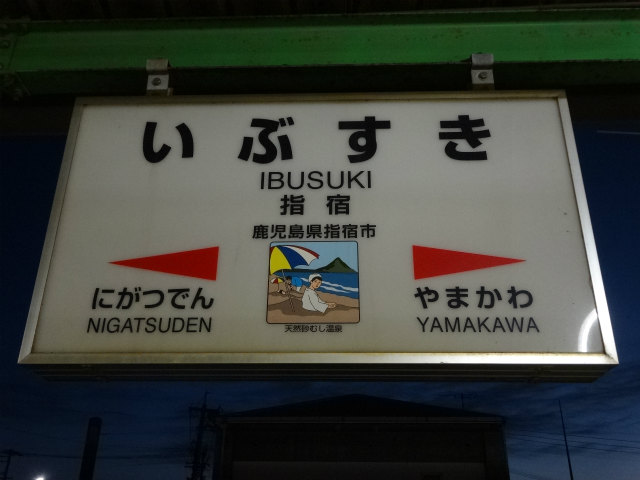 いぶすき
IBUSUKI
指宿
鹿児島県指宿市
にがつでん
NIGATSUDEN
やまかわ
YAMAKAWA
天然砂むし温泉